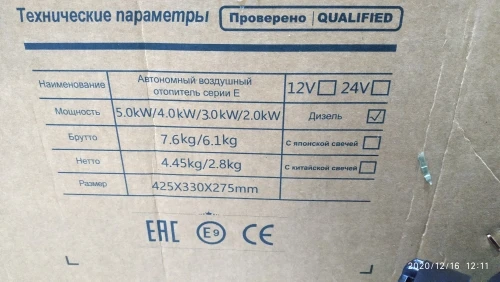 Технические параметры Проверено QUALIFIED
Наименование Автономный воздушный отопитель серии E 12V 24V
Мощность 5.0kW/4.0kW/3.0kW/2.0kW Дизель
Брутто 7.6kg/6.1kg С японской свечей
Нетто 4.45kg/2.8kg С китайской свечей
Размер 425X330X275mm
EAC E9 CE
2020/12/16 12:11